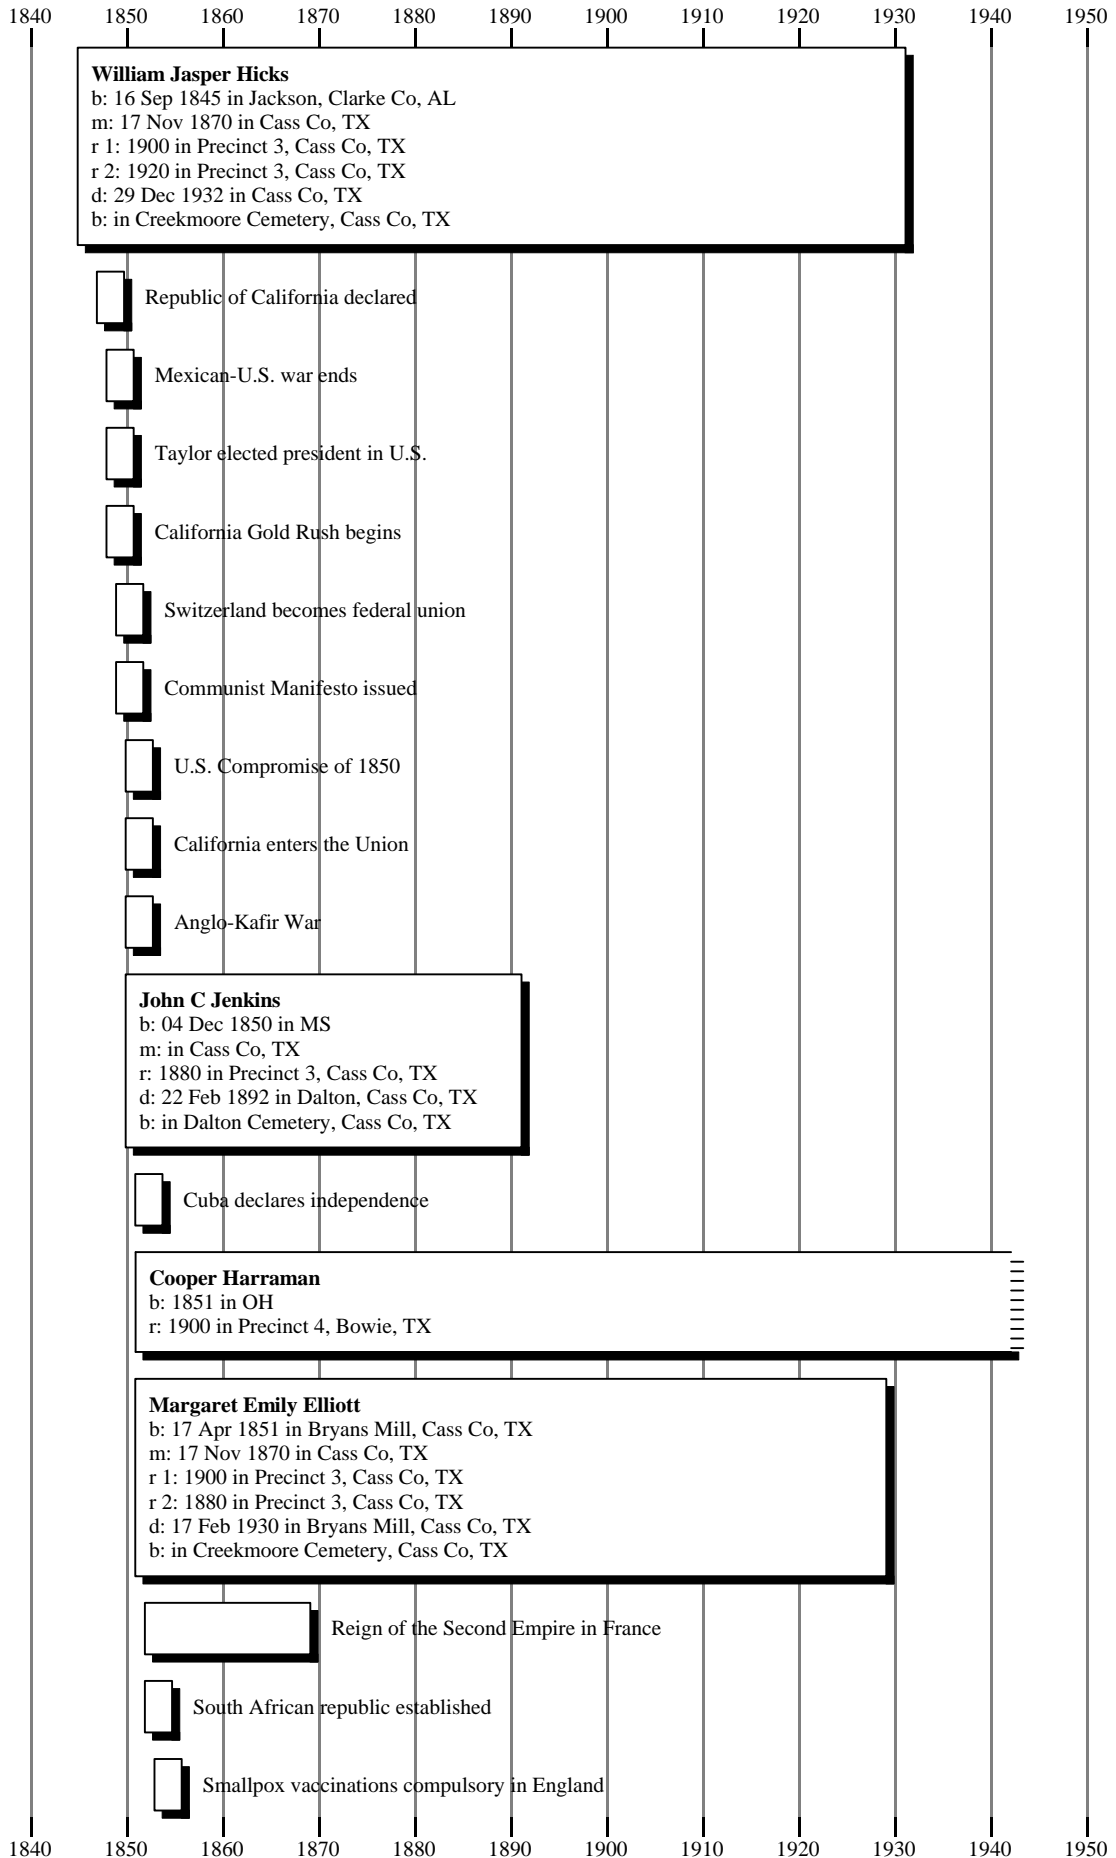 1840 1850 1860 1870 1880 1890 1900 1910 1920 1930 1940 1950
William Jasper Hicks
b: 16 Sep 1845 in Jackson, Clarke Co, AL
m: 17 Nov 1870 in Cass Co, TX
r 1: 1900 in Precinct 3, Cass Co, TX
r 2: 1920 in Precinct 3, Cass Co, TX
d: 29 Dec 1932 in Cass Co, TX
b: in Creekmoore Cemetery, Cass Co, TX
Republic of California declared
Mexican-U.S. war ends
Taylor elected president in U.S.
California Gold Rush begins
Switzerland becomes federal union
Communist Manifesto issued
U.S. Compromise of 1850
California enters the Union
Anglo-Kafir War
John C Jenkins
b: 04 Dec 1850 in MS
m: in Cass Co, TX
r: 1880 in Precinct 3, Cass Co, TX
d: 22 Feb 1892 in Dalton, Cass Co, TX
b: in Dalton Cemetery, Cass Co, TX
Cuba declares independence
Cooper Harraman
b: 1851 in OH
r: 1900 in Precinct 4, Bowie, TX
Margaret Emily Elliott
b: 17 Apr 1851 in Bryans Mill, Cass Co, TX
m: 17 Nov 1870 in Cass Co, TX
r 1: 1900 in Precinct 3, Cass Co, TX
r 2: 1880 in Precinct 3, Cass Co, TX
d: 17 Feb 1930 in Bryans Mill, Cass Co, TX
b: in Creekmoore Cemetery, Cass Co, TX
Reign of the Second Empire in France
South African republic established
Smallpox vaccinations compulsory in England
1840 1850 1860 1870 1880 1890 1900 1910 1920 1930 1940 1950